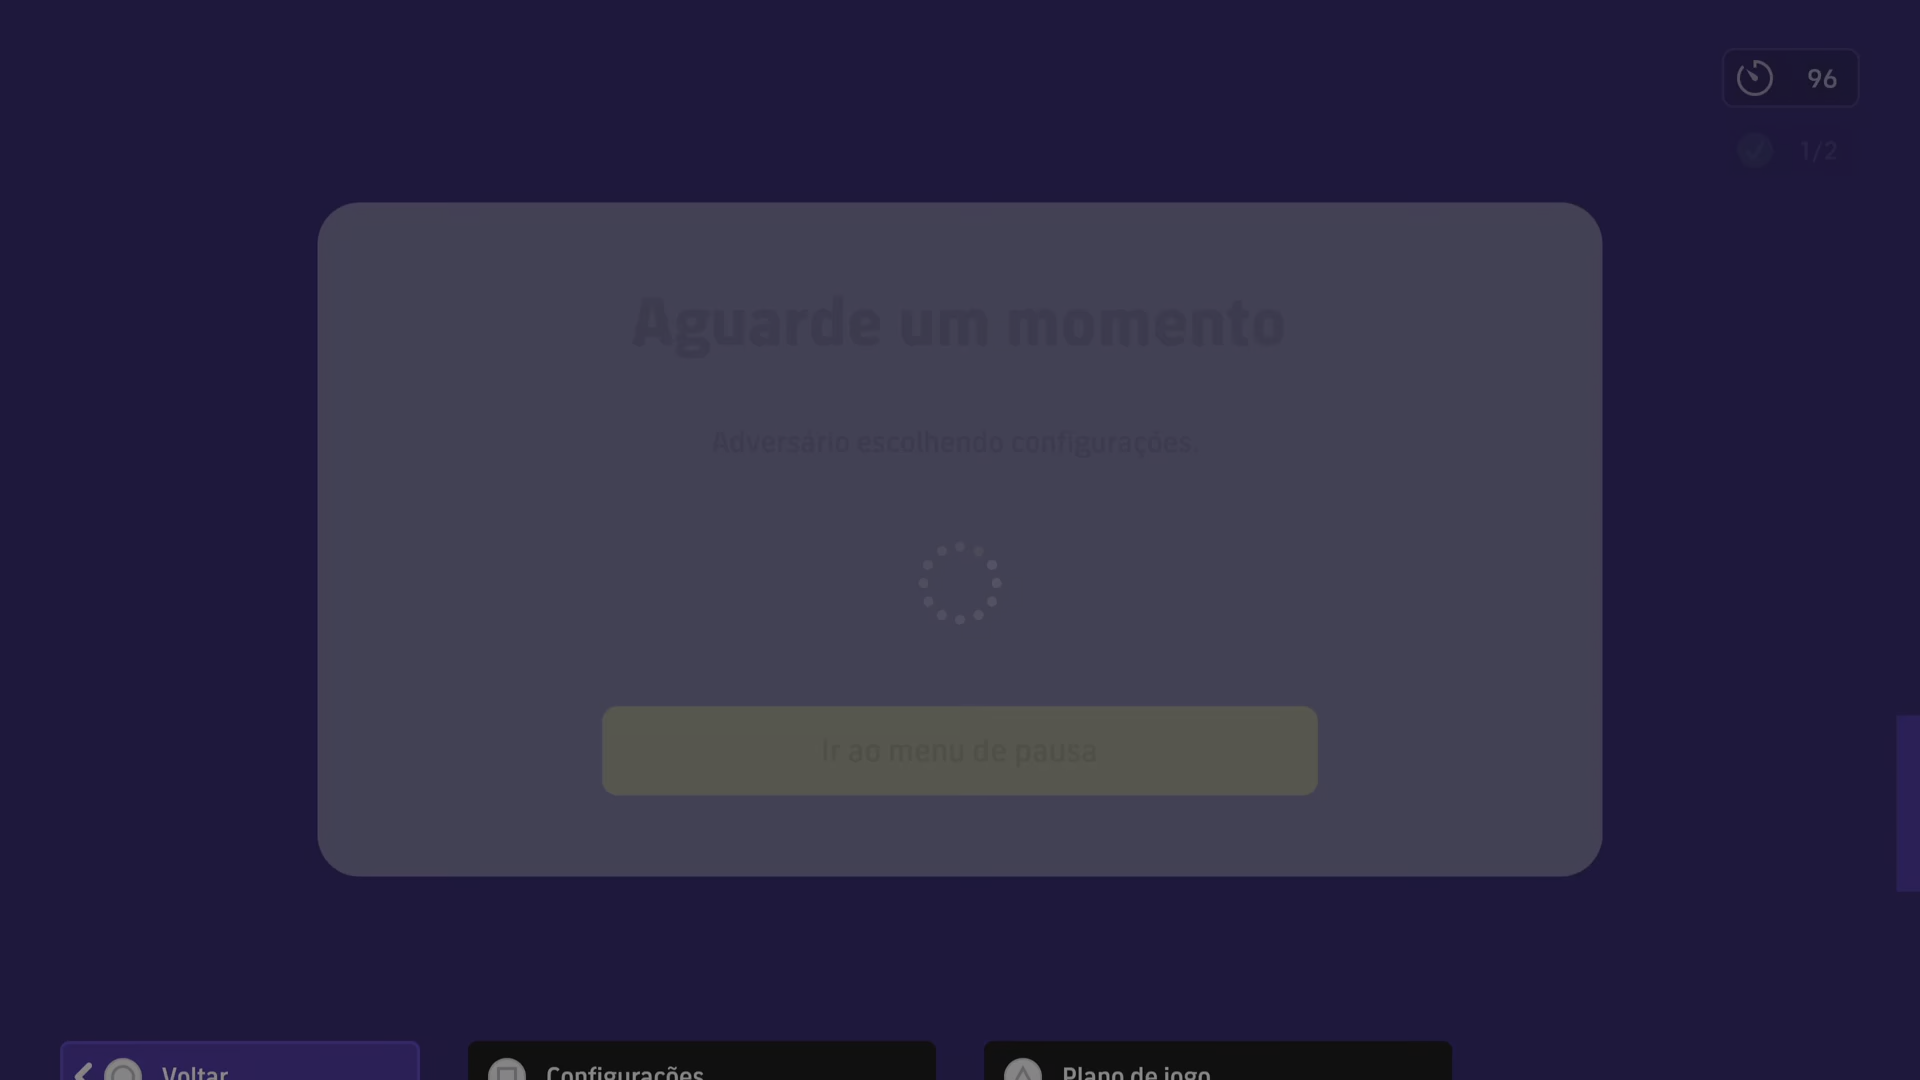 96
1/2
Aguarde um momento
Adversário escolhendo configurações.
Ir ao menu de pausa
Voltar
Configurações
Plano de jogo